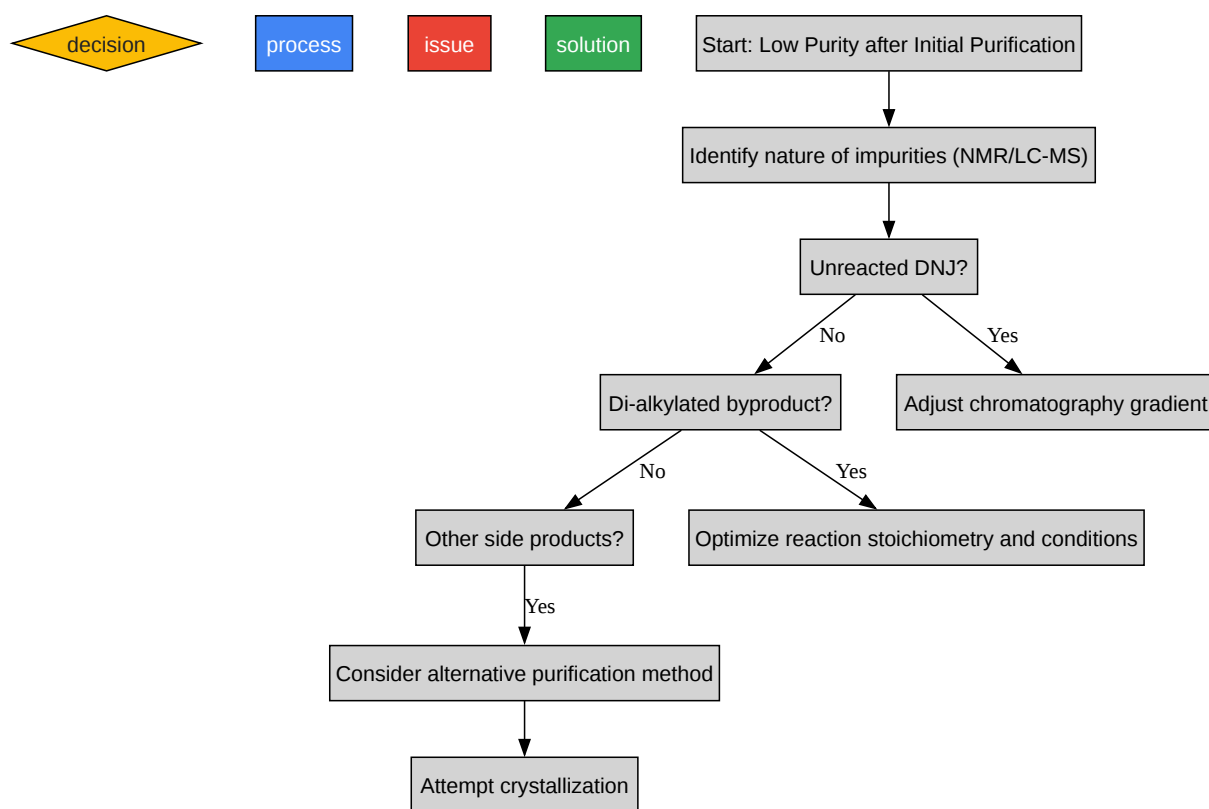 decision
process
issue
solution
Start: Low Purity after Initial Purification
Identify nature of impurities (NMR/LC-MS)
Unreacted DNJ?
No
Yes
Di-alkylated byproduct?
Adjust chromatography gradient
No
Yes
Other side products?
Optimize reaction stoichiometry and conditions
Yes
Consider alternative purification method
Attempt crystallization